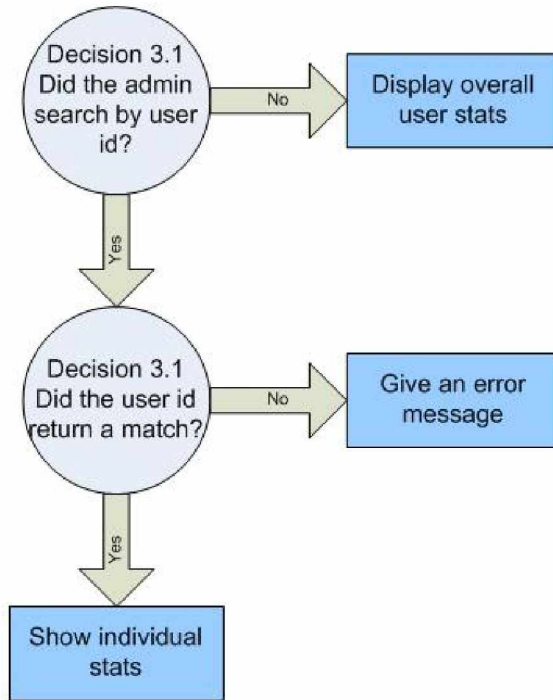 Decision 3.1
Did the admin
search by user
id?
No
Display overall
user stats
Yes
Decision 3.1
Did the user id
return a match?
No
Give an error
message
Yes
Show individual
stats